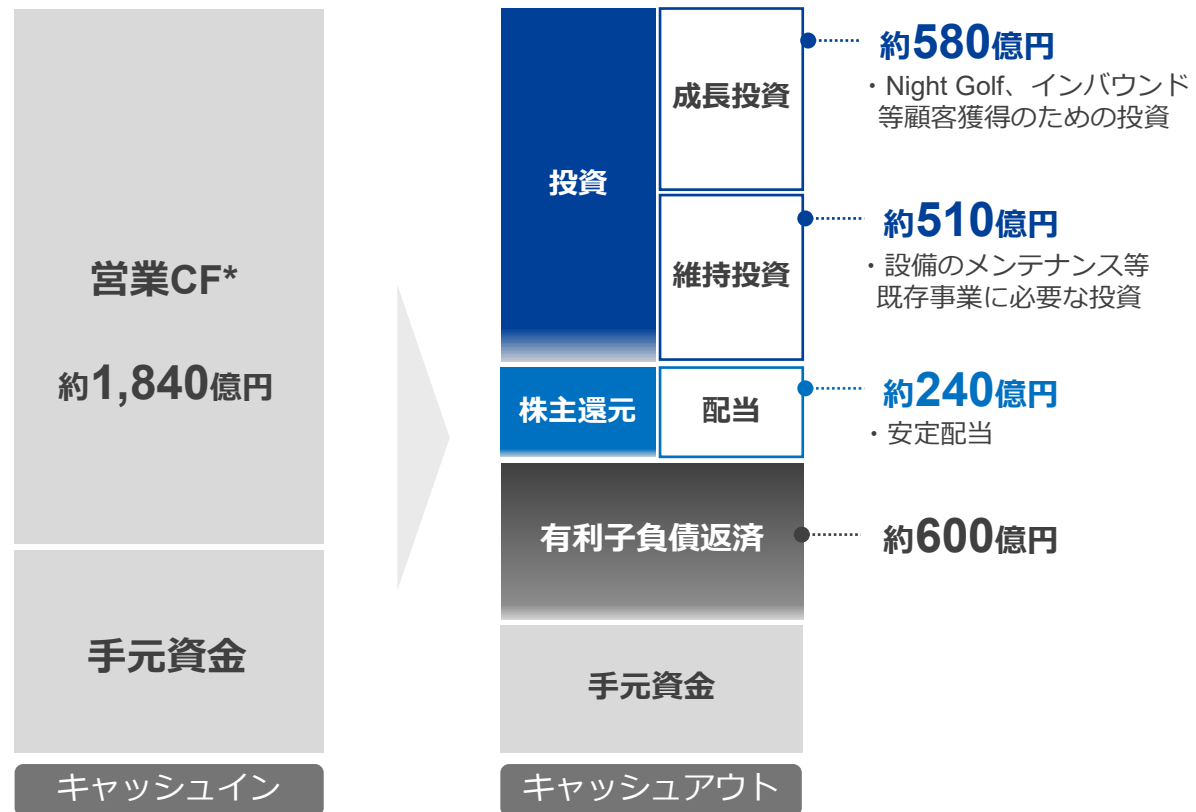 営業CF*
約1,840億円
手元資金
キャッシュイン
投資
成長投資
約580億円
・Night Golf、インバウンド
等顧客獲得のための投資
維持投資
約510億円
・設備のメンテナンス等
既存事業に必要な投資
株主還元
配当
約240億円
・安定配当
有利子負債返済
約600億円
手元資金
キャッシュアウト